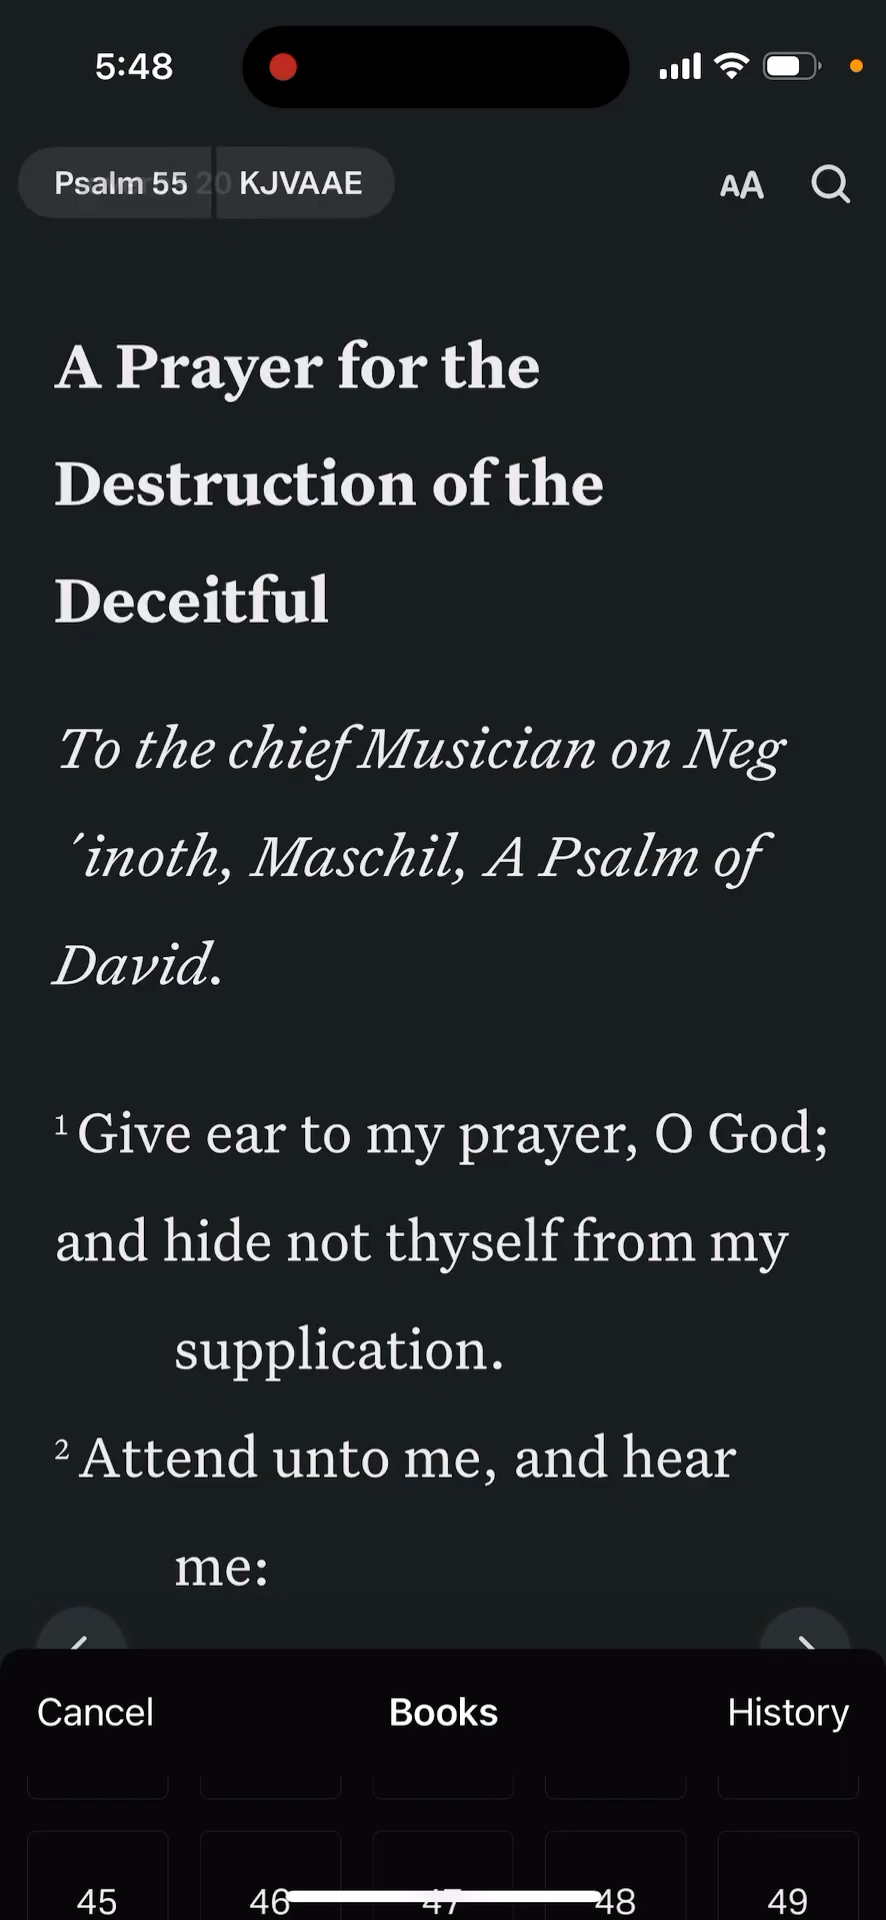 5:48
Psalm 55 KJVAAE AA
A Prayer for the
Destruction of the
Deceitful
To the chief Musician on Neg
´inoth, Maschil, A Psalm of
David.
1 Give ear to my prayer, O God;
and hide not thyself from my
supplication.
2 Attend unto me, and hear
me:
Cancel Books History
45 46 47 48 49